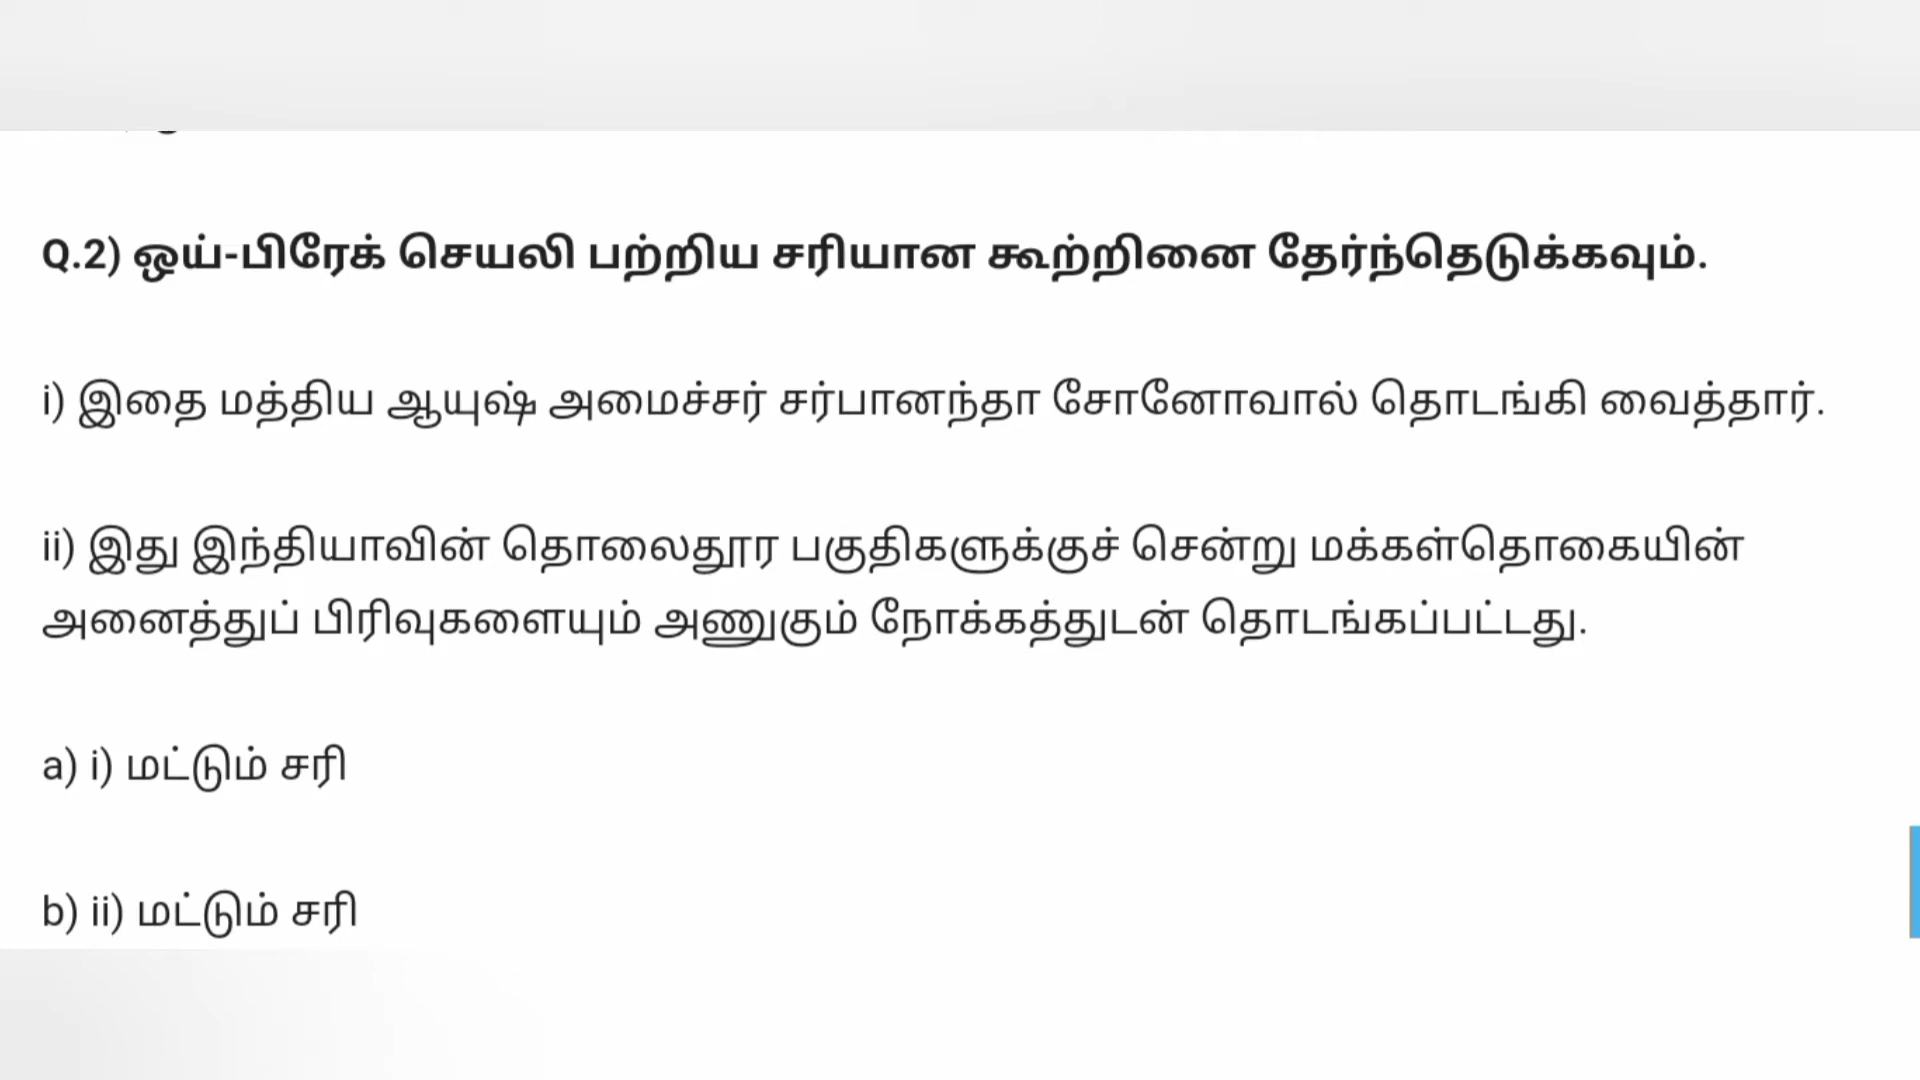 Q.2) ஒய்-பிரேக் செயலி பற்றிய சரியான கூற்றினை தேர்ந்தெடுக்கவும்.
i) இதை மத்திய ஆயுஷ் அமைச்சர் சர்பானந்தா சோனோவால் தொடங்கி வைத்தார்.
ii) இது இந்தியாவின் தொலைதூர பகுதிகளுக்குச் சென்று மக்கள்தொகையின்
அனைத்துப் பிரிவுகளையும் அணுகும் நோக்கத்துடன் தொடங்கப்பட்டது.
a) i) மட்டும் சரி
b) ii) மட்டும் சரி